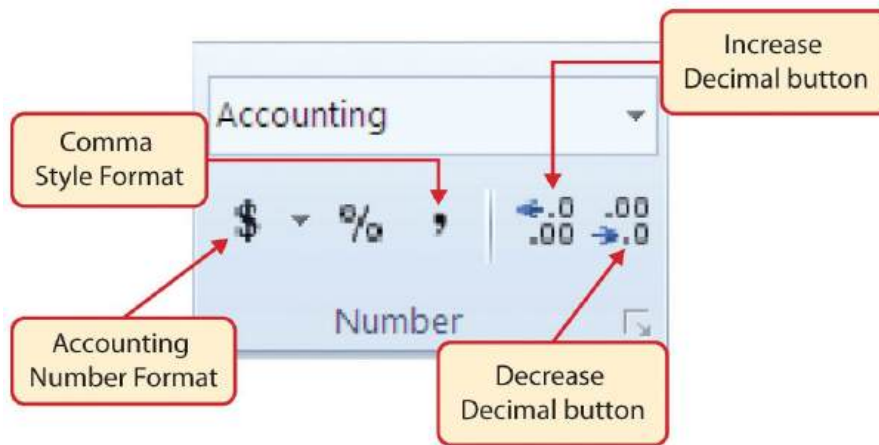 Increase
Decimal button
Accounting
Comma
Style Format
$ % , .0 .00
.00 .0
Number
Accounting
Number Format
Decrease
Decimal button